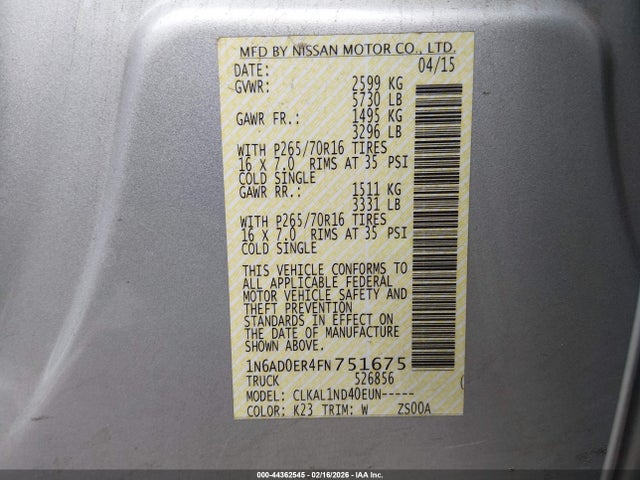 MFD BY NISSAN MOTOR CO., LTD.
DATE: 04/15
GVWR: 2599 KG
5730 LB
GAWR FR.: 1495 KG
3296 LB
WITH P265/70R16 TIRES
16 X 7.0 RIMS AT 35 PSI
COLD SINGLE
GAWR RR.: 1511 KG
3331 LB
WITH P265/70R16 TIRES
16 X 7.0 RIMS AT 35 PSI
COLD SINGLE
THIS VEHICLE CONFORMS TO
ALL APPLICABLE FEDERAL
MOTOR VEHICLE SAFETY AND
THEFT PREVENTION
STANDARDS IN EFFECT ON
THE DATE OF MANUFACTURE
SHOWN ABOVE.
1N6AD0ER4FN751675
TRUCK 526856
MODEL: CLKAL1ND40EUN-----
COLOR: K23 TRIM: W ZS00A
000-44362545 - 02/16/2026 - IAA Inc.